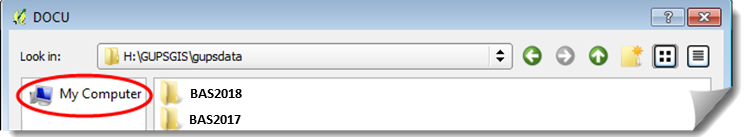 DOCU
Look in: H:\GUPSGIS\gupsdata
My Computer
BAS2018
BAS2017